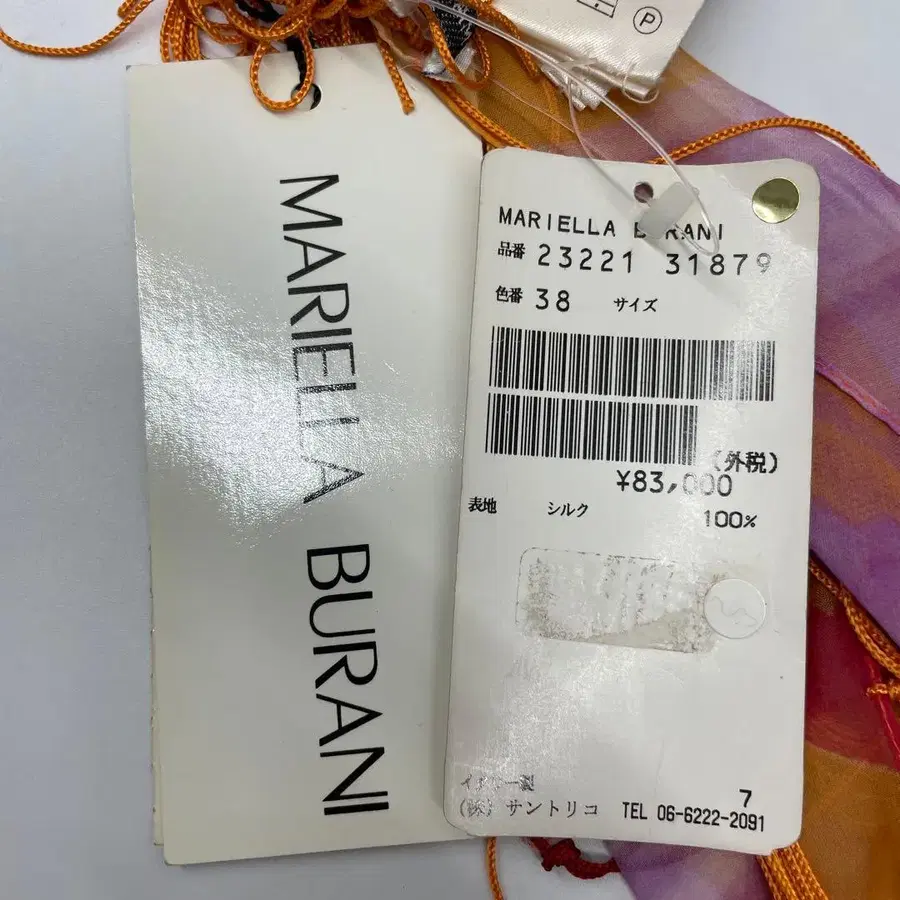 MARIELLA BURANI
MARIELLA BURANI
品番 23221 31879
色番 38 サイズ
(外税)
¥83,000
表地 シルク 100%
7
(株) サントリコ TEL 06-6222-2091
P